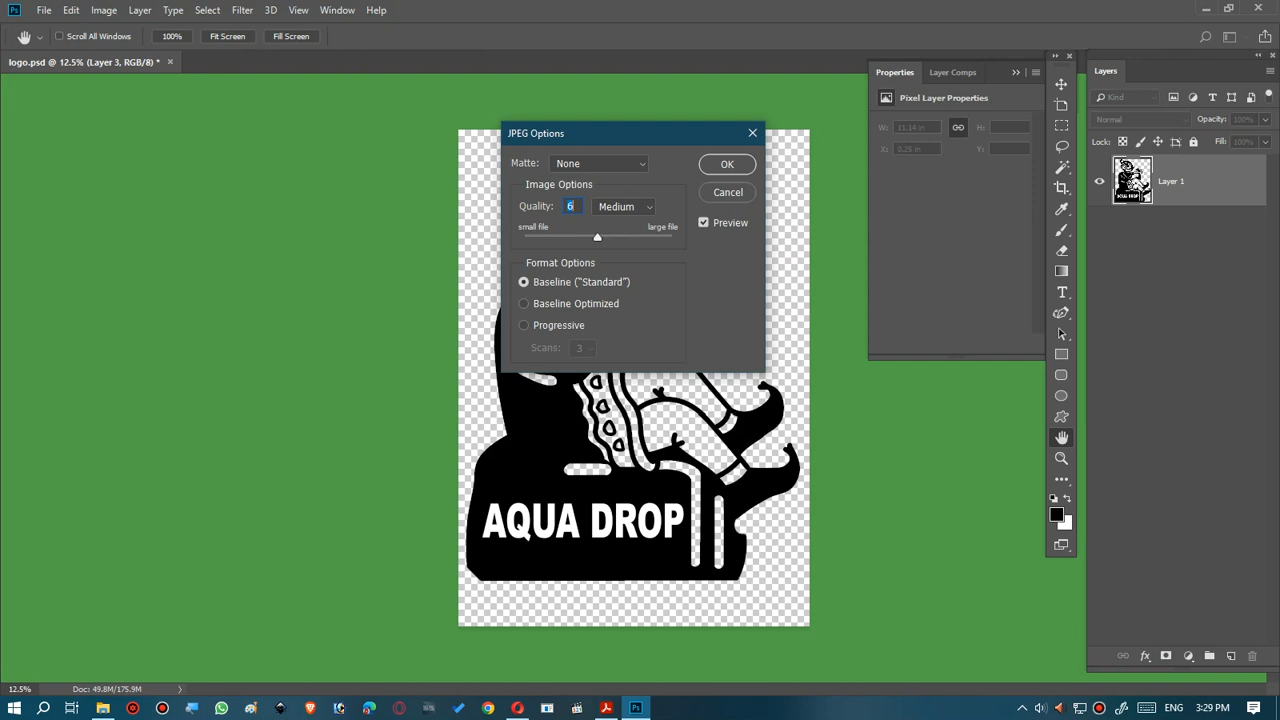 Ps File Edit Image Layer Type Select Filter 3D View Window Help
Scroll All Windows 100% Fit Screen Fill Screen
logo.psd @ 12.5% (Layer 3, RGB/8) * ×
Properties Layer Comps
Pixel Layer Properties
W: 11.14 in H:
X: 0.25 in Y:
Layers
Kind
Normal Opacity: 100%
Lock: Fill: 100%
Layer 1
JPEG Options
Matte: None OK
Image Options
Cancel
Quality: 6 Medium
Preview
small file large file
Format Options
Baseline ("Standard")
Baseline Optimized
Progressive
Scans: 3
AQUA DROP
12.5% Doc: 49.8M/175.9M
ENG 3:29 PM